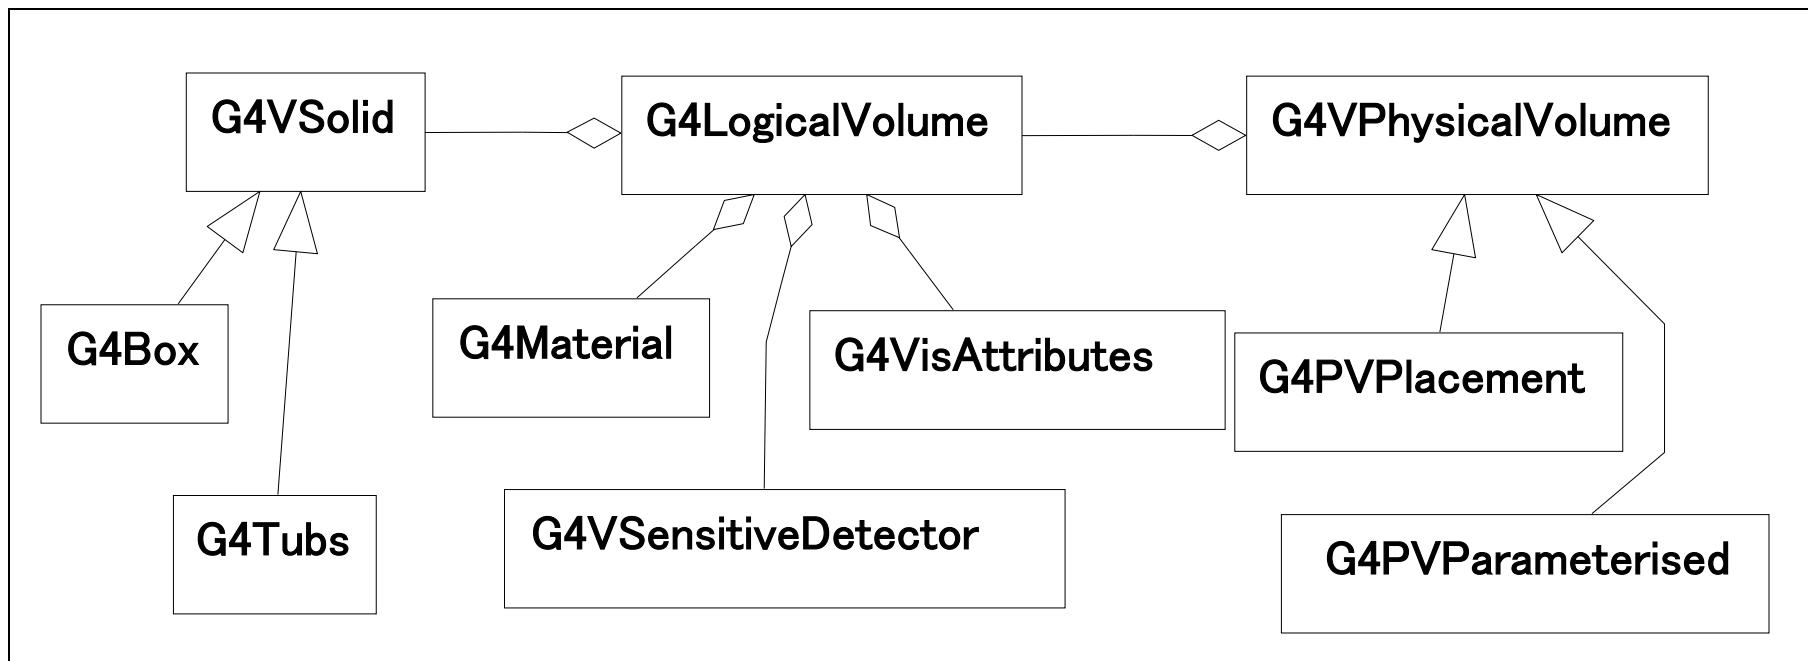 G4VSolid
G4LogicalVolume
G4VPhysicalVolume
G4Box
G4Material
G4VisAttributes
G4PVPlacement
G4Tubs
G4VSensitiveDetector
G4PVParameterised